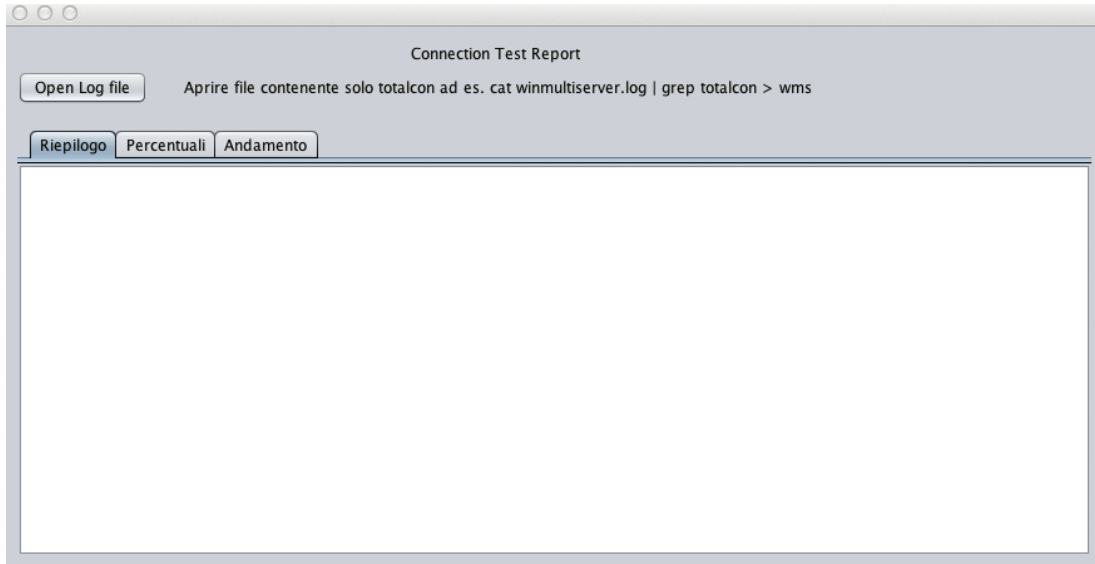 Connection Test Report
Open Log file Aprire file contenente solo totalcon ad es. cat winmultiserver.log | grep totalcon > wms
Riepilogo Percentuali Andamento